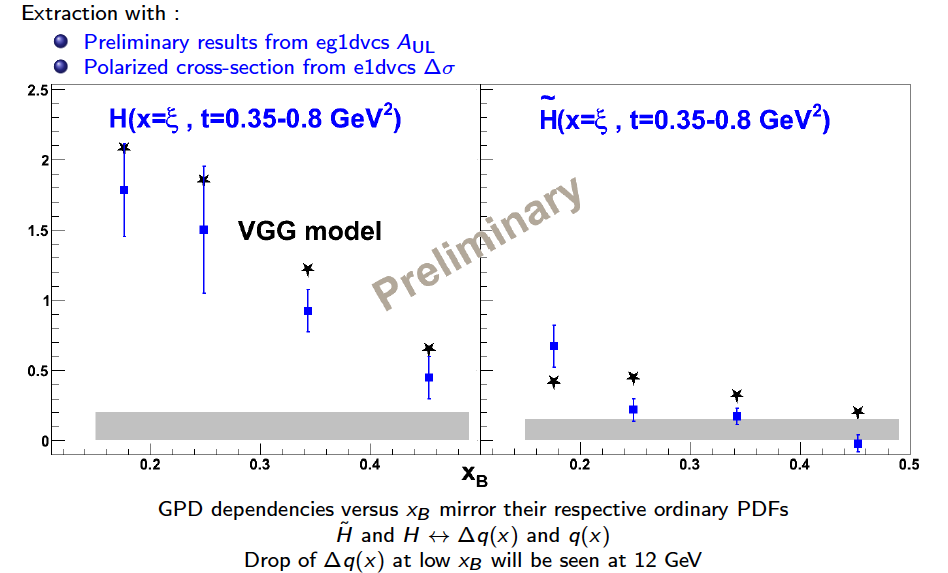 Extraction with :
Preliminary results from eg1dvcs A_UL
Polarized cross-section from e1dvcs Δσ
H(x=ξ , t=0.35-0.8 GeV²)
H̃(x=ξ , t=0.35-0.8 GeV²)
VGG model
Preliminary
2.5
2
1.5
1
0.5
0
0.2 0.3 0.4 0.2 0.3 0.4 0.5
x_B
GPD dependencies versus x_B mirror their respective ordinary PDFs
H̃ and H ↔ Δq(x) and q(x)
Drop of Δq(x) at low x_B will be seen at 12 GeV